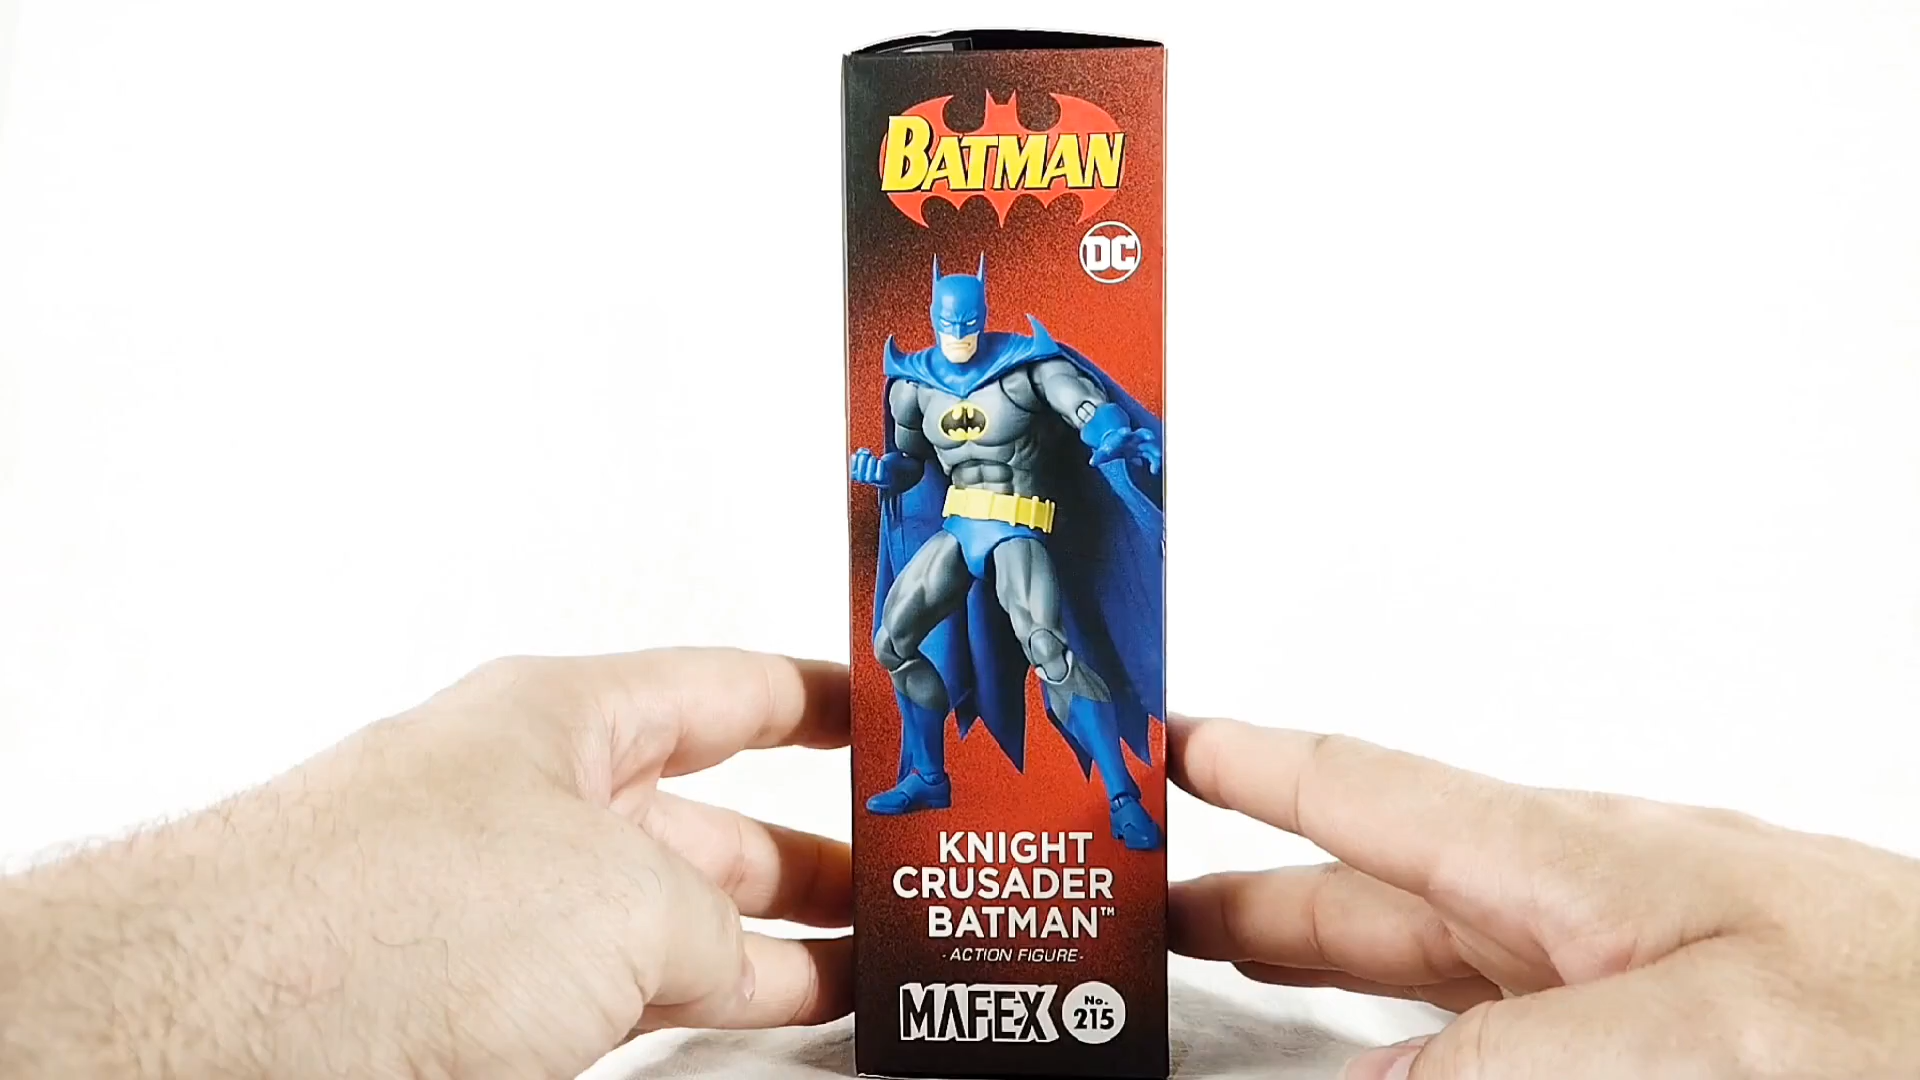 BATMAN
DC
KNIGHT
CRUSADER
BATMAN™
- ACTION FIGURE -
MAFEX No. 215